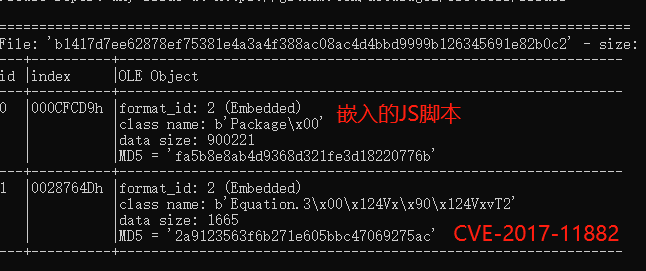 File: 'b1417d7ee62878ef75381e4a3a4f388ac08ac4d4bbd9999b126345691e82b0c2' - size:
id |index |OLE Object
0 |000CFCD9h |format_id: 2 (Embedded)
class name: b'Package\x00'
data size: 900221
MD5 = 'fa5b8e8ab4d9368d321fe3d18220776b'
嵌入的JS脚本
1 |0028764Dh |format_id: 2 (Embedded)
class name: b'Equation.3\x00\x124Vx\x90\x124VxvT2'
data size: 1665
MD5 = '2a9123563f6b271e605bbc47069275ac'
CVE-2017-11882